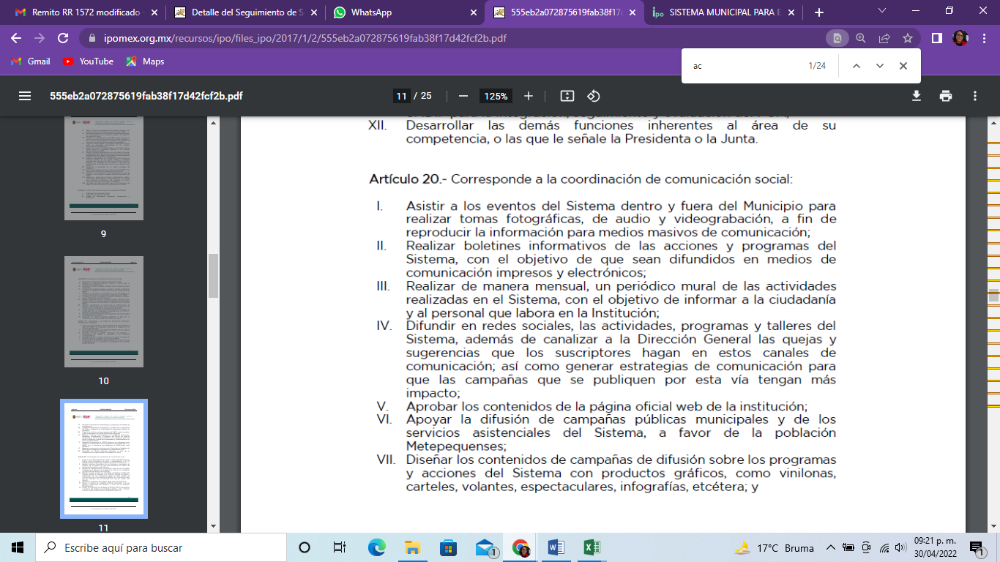 Remito RR 1572 modificado
Detalle del Seguimiento de S
WhatsApp
555eb2a072875619fab38f17
SISTEMA MUNICIPAL PARA E
ipomex.org.mx/recursos/ipo/files_ipo/2017/1/2/555eb2a072875619fab38f17d42fcf2b.pdf
Gmail
YouTube
Maps
ac
1/24
555eb2a072875619fab38f17d42fcf2b.pdf
11 / 25
125%
9
10
11
XII. Desarrollar las demás funciones inherentes al área de su
competencia, o las que le señale la Presidenta o la Junta.
Artículo 20.- Corresponde a la coordinación de comunicación social:
I. Asistir a los eventos del Sistema dentro y fuera del Municipio para
realizar tomas fotográficas, de audio y videograbación, a fin de
reproducir la información para medios masivos de comunicación;
II. Realizar boletines informativos de las acciones y programas del
Sistema, con el objetivo de que sean difundidos en medios de
comunicación impresos y electrónicos;
III. Realizar de manera mensual, un periódico mural de las actividades
realizadas en el Sistema, con el objetivo de informar a la ciudadanía
y al personal que labora en la Institución;
IV. Difundir en redes sociales, las actividades, programas y talleres del
Sistema, además de canalizar a la Dirección General las quejas y
sugerencias que los suscriptores hagan en estos canales de
comunicación; así como generar estrategias de comunicación para
que las campañas que se publiquen por esta vía tengan más
impacto;
V. Aprobar los contenidos de la página oficial web de la institución;
VI. Apoyar la difusión de campañas públicas municipales y de los
servicios asistenciales del Sistema, a favor de la población
Metepequenses;
VII. Diseñar los contenidos de campañas de difusión sobre los programas
y acciones del Sistema con productos gráficos, como vinilonas,
carteles, volantes, espectaculares, infografías, etcétera; y
Escribe aquí para buscar
1
17°C Bruma
09:21 p. m.
30/04/2022
1